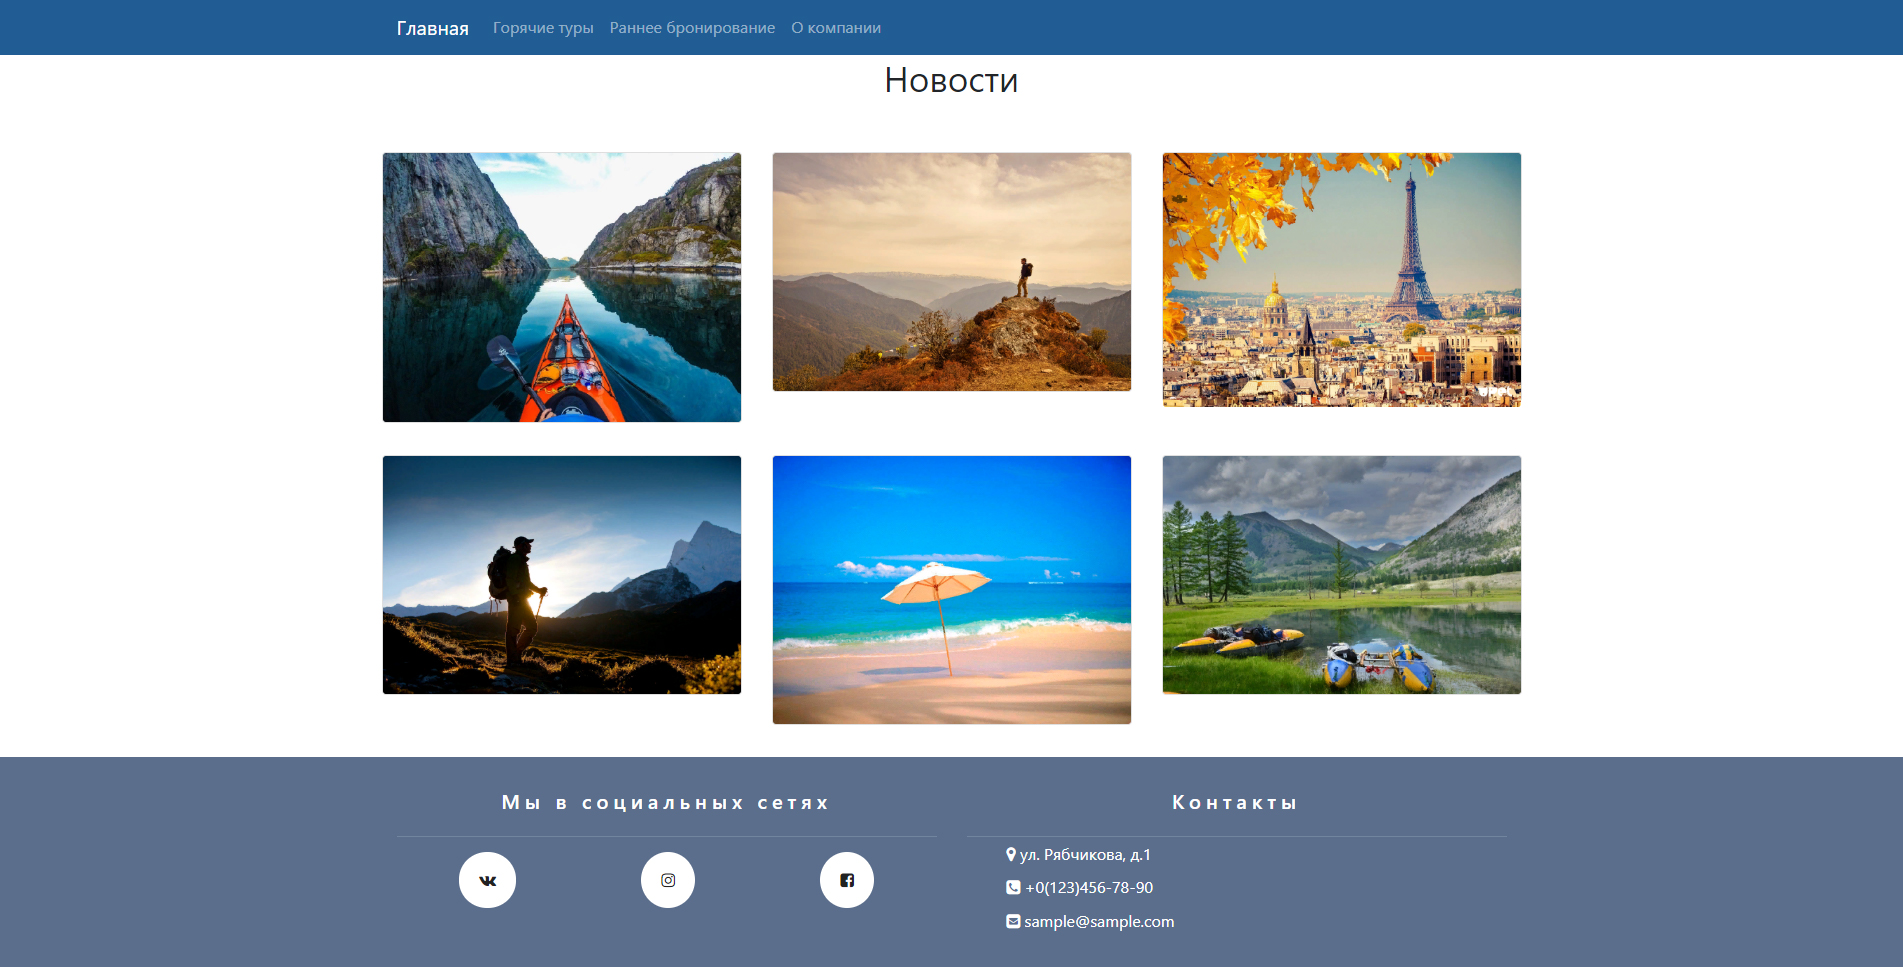 Главная Горячие туры Раннее бронирование О компании
Новости
Мы в социальных сетях
Контакты
ул. Рябчикова, д.1
+0(123)456-78-90
sample@sample.com